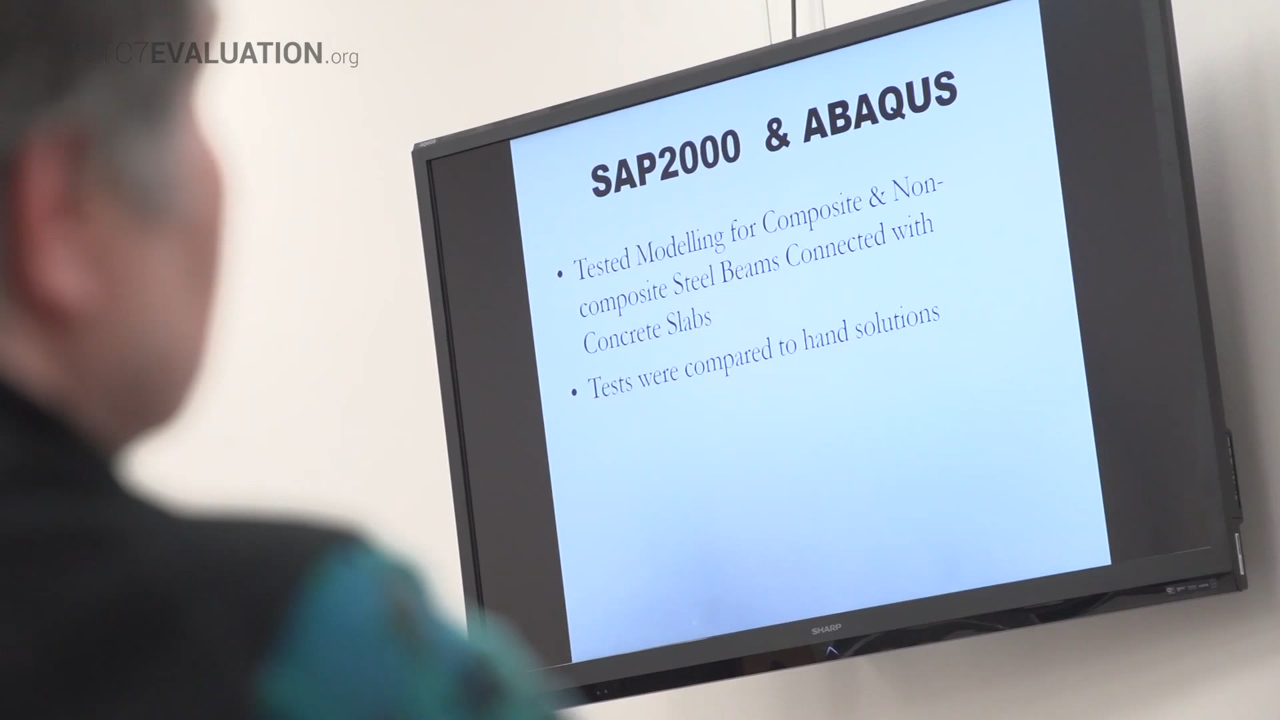 TC7EVALUATION.org
SAP2000 & ABAQUS
• Tested Modelling for Composite & Non-
composite Steel Beams Connected with
Concrete Slabs
• Tests were compared to hand solutions
SHARP